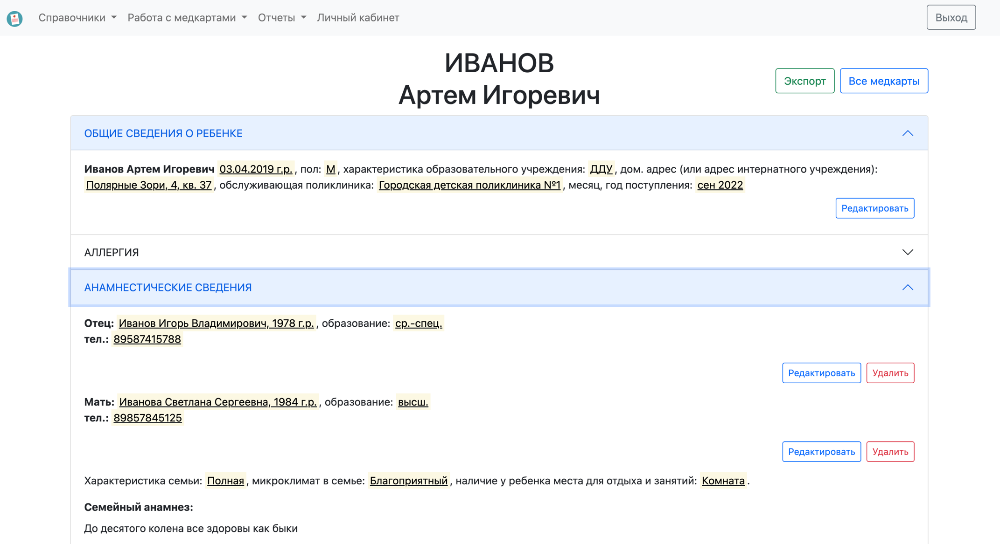 Справочники Работа с медкартами Отчеты Личный кабинет Выход
ИВАНОВ
Артем Игоревич
Экспорт Все медкарты
ОБЩИЕ СВЕДЕНИЯ О РЕБЕНКЕ
Иванов Артем Игоревич 03.04.2019 г.р., пол: М, характеристика образовательного учреждения: ДДУ, дом. адрес (или адрес интернатного учреждения):
Полярные Зори, 4, кв. 37, обслуживающая поликлиника: Городская детская поликлиника №1, месяц, год поступления: сен 2022
Редактировать
АЛЛЕРГИЯ
АНАМНЕСТИЧЕСКИЕ СВЕДЕНИЯ
Отец: Иванов Игорь Владимирович, 1978 г.р., образование: ср.-спец.
тел.: 89587415788
Редактировать Удалить
Мать: Иванова Светлана Сергеевна, 1984 г.р., образование: высш.
тел.: 89857845125
Редактировать Удалить
Характеристика семьи: Полная, микроклимат в семье: Благоприятный, наличие у ребенка места для отдыха и занятий: Комната.
Семейный анамнез:
До десятого колена все здоровы как быки